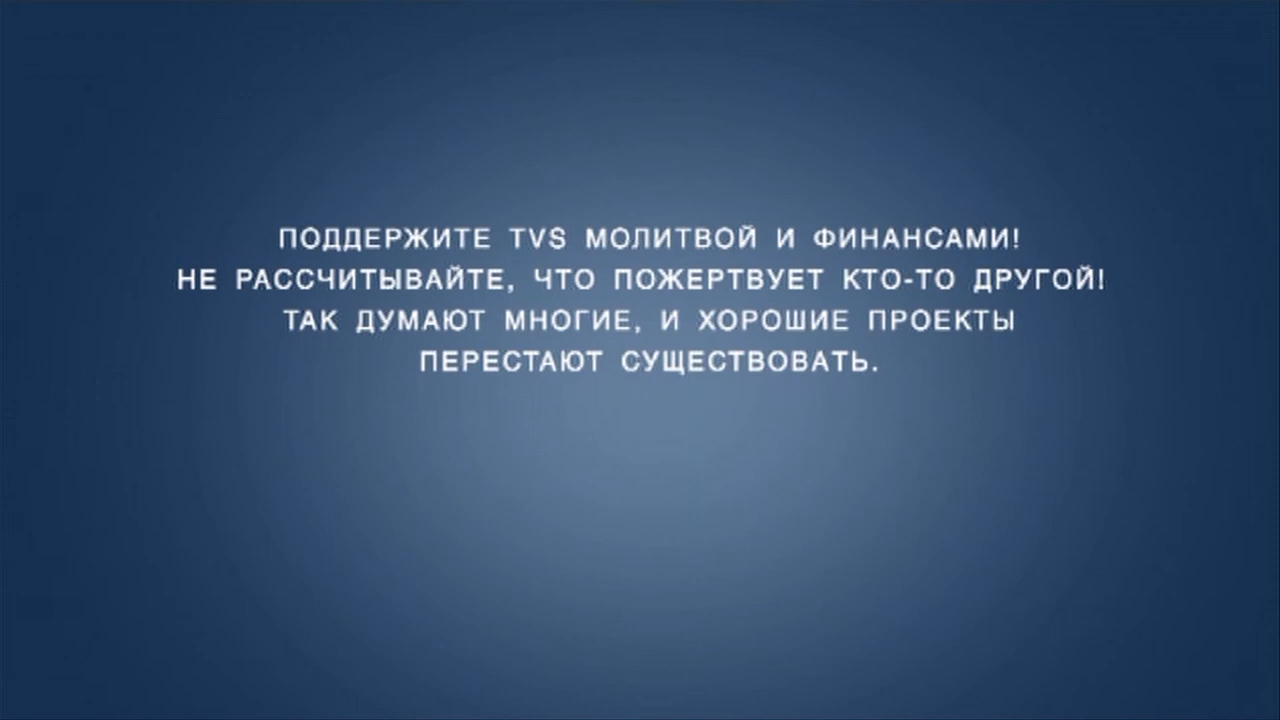 ПОДДЕРЖИТЕ TVS МОЛИТВОЙ И ФИНАНСАМИ!
НЕ РАССЧИТЫВАЙТЕ, ЧТО ПОЖЕРТВУЕТ КТО-ТО ДРУГОЙ!
ТАК ДУМАЮТ МНОГИЕ, И ХОРОШИЕ ПРОЕКТЫ
ПЕРЕСТАЮТ СУЩЕСТВОВАТЬ.